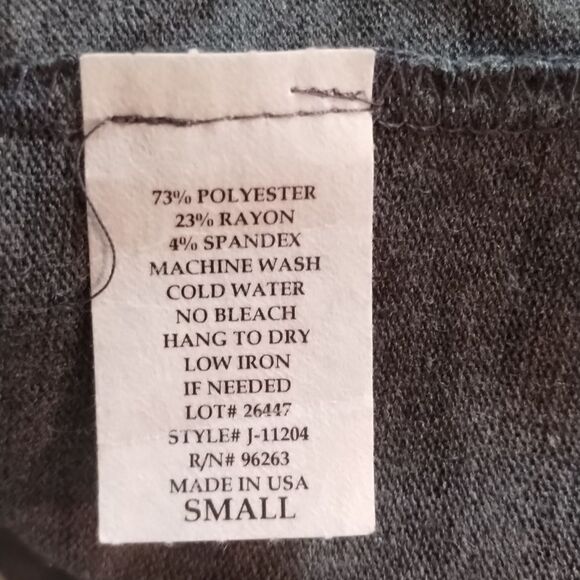 73% POLYESTER
23% RAYON
4% SPANDEX
MACHINE WASH
COLD WATER
NO BLEACH
HANG TO DRY
LOW IRON
IF NEEDED
LOT# 26447
STYLE# J-11204
R/N# 96263
MADE IN USA
SMALL